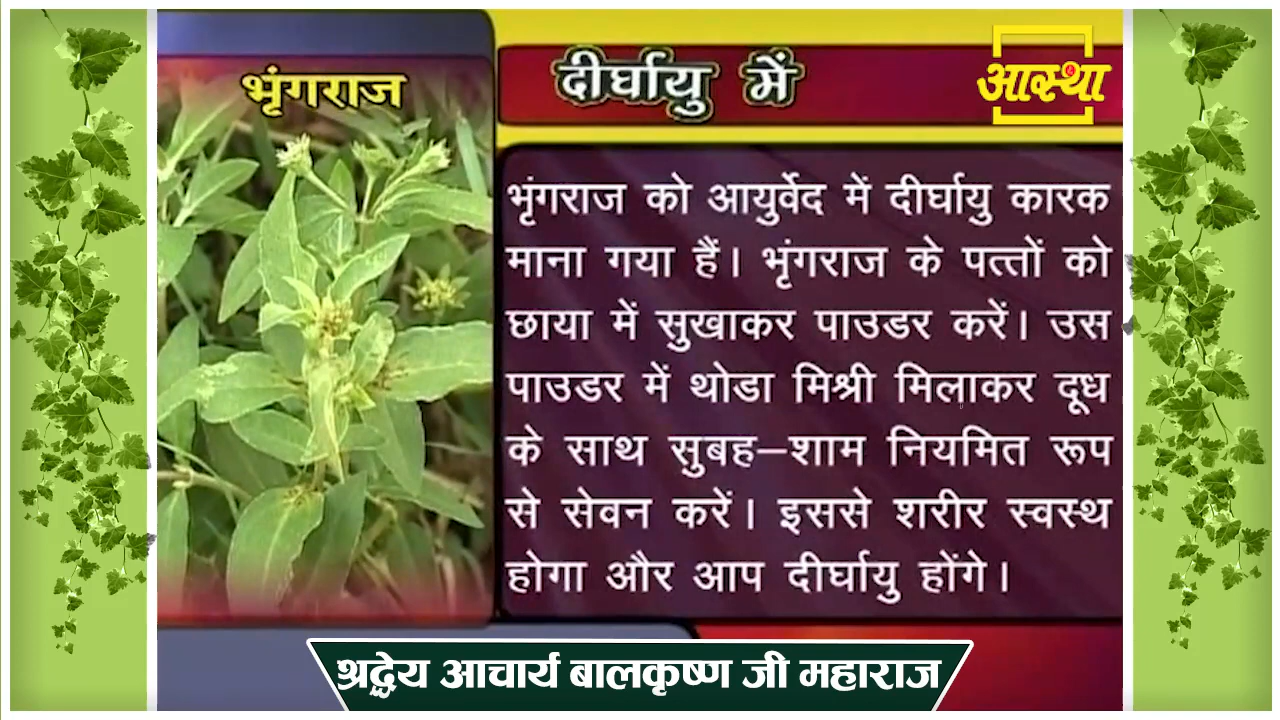 भृंगराज
दीर्घायु में
आस्था
भृंगराज को आयुर्वेद में दीर्घायु कारक
माना गया हैं। भृंगराज के पत्तों को
छाया में सुखाकर पाउडर करें। उस
पाउडर में थोडा मिश्री मिलाकर दूध
के साथ सुबह–शाम नियमित रूप
से सेवन करें। इससे शरीर स्वस्थ
होगा और आप दीर्घायु होंगे।
श्रद्धेय आचार्य बालकृष्ण जी महाराज